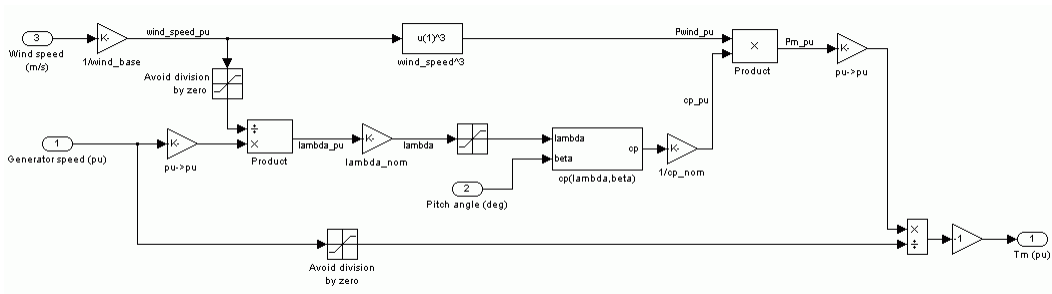 3
Wind speed
(m/s)
K-
1/wind_base
wind_speed_pu
u(1)^3
wind_speed^3
Pwind_pu
×
Product
Pm_pu
K-
pu->pu
Avoid division
by zero
cp_pu
1
Generator speed (pu)
K-
pu->pu
÷
×
Product
lambda_pu
K-
lambda_nom
lambda
lambda
beta
cp
cp(lambda,beta)
K-
1/cp_nom
2
Pitch angle (deg)
Avoid division
by zero
×
÷
-1
1
Tm (pu)